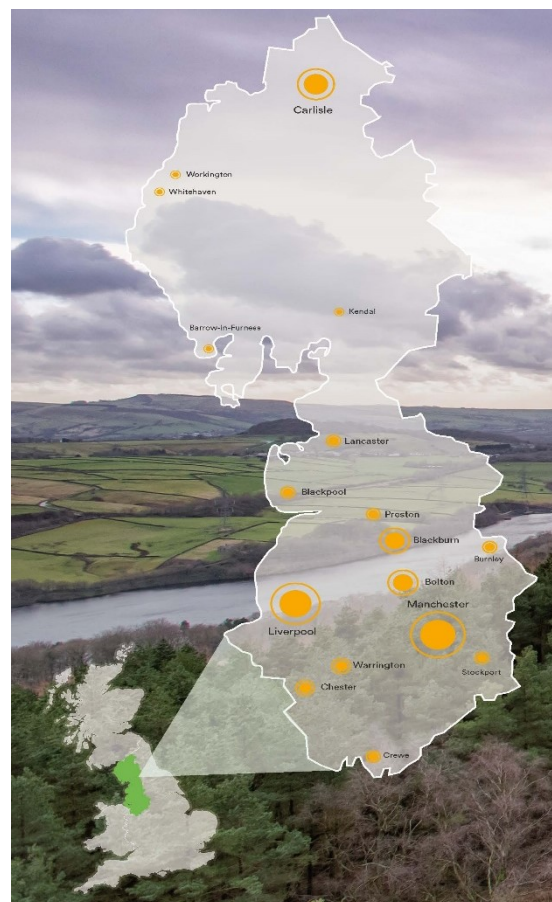 Carlisle
Workington
Whitehaven
Kendal
Barrow-in-Furness
Lancaster
Blackpool
Preston
Blackburn
Burnley
Bolton
Manchester
Liverpool
Warrington
Stockport
Chester
Crewe